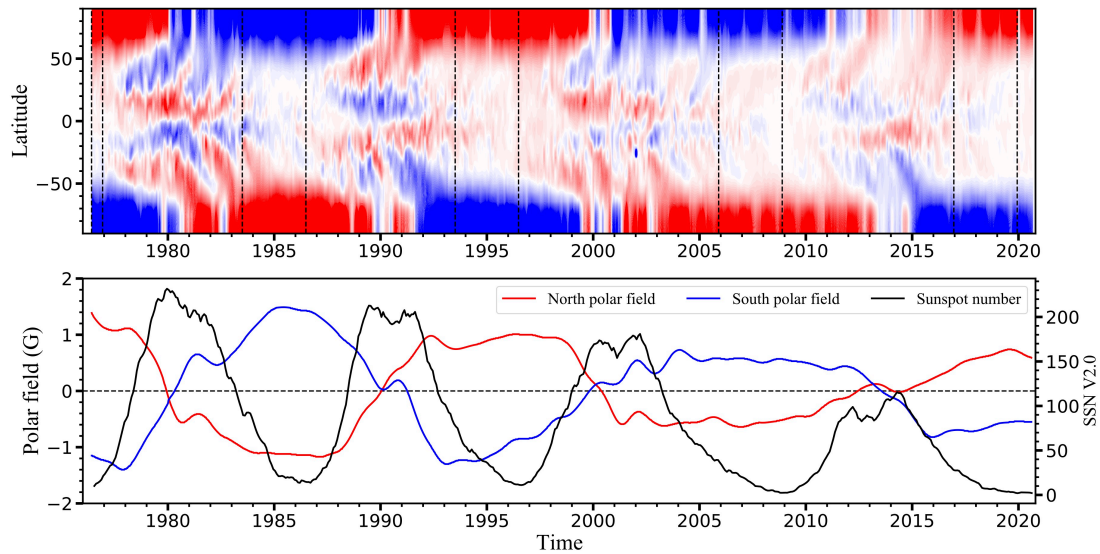 Latitude
50
0
−50
1980 1985 1990 1995 2000 2005 2010 2015 2020
Polar field (G)
2
1
0
−1
−2
North polar field South polar field Sunspot number
200
150
100
50
0
SSN V2.0
1980 1985 1990 1995 2000 2005 2010 2015 2020
Time